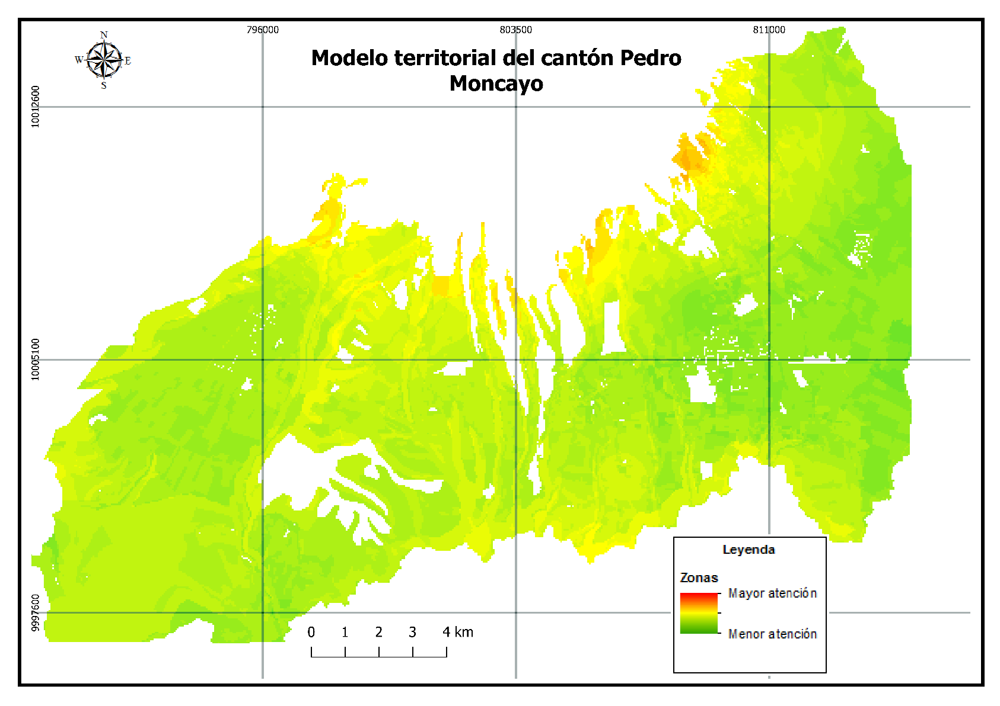 796000
803500
811000
N
W
E
S
Modelo territorial del cantón Pedro
Moncayo
10012600
10005100
9997600
0 1 2 3 4 km
Leyenda
Zonas
Mayor atención
Menor atención